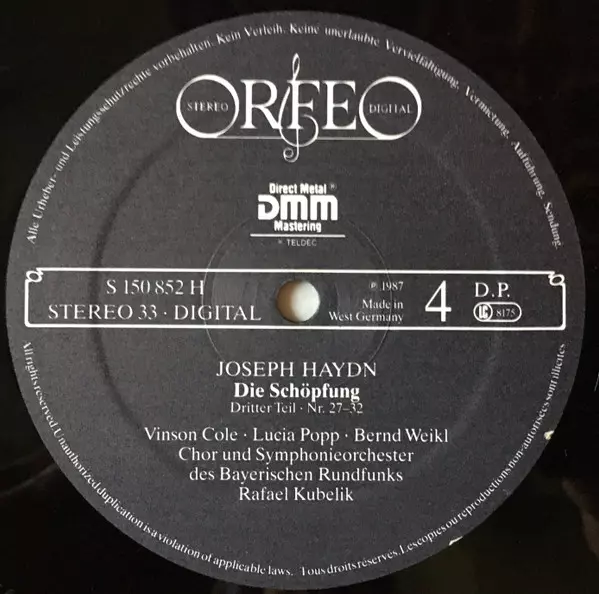 Alle Urheber- und Leistungsschutzrechte vorbehalten. Kein Verleih. Keine unerlaubte Vervielfältigung, Vermietung, Aufführung, Sendung.
ORFEO
STEREO
DIGITAL
Direct Metal ®
DMM
Mastering
* TELDEC
S 150 852 H
STEREO 33 · DIGITAL
℗ 1987
Made in
West Germany
4
D.P.
LC 8175
JOSEPH HAYDN
Die Schöpfung
Dritter Teil · Nr. 27–32
Vinson Cole · Lucia Popp · Bernd Weikl
Chor und Symphonieorchester
des Bayerischen Rundfunks
Rafael Kubelik
All rights reserved. Unauthorized duplication is a violation of applicable laws. Tous droits réservés. Les copies ou reproductions non-autorisées sont illicites